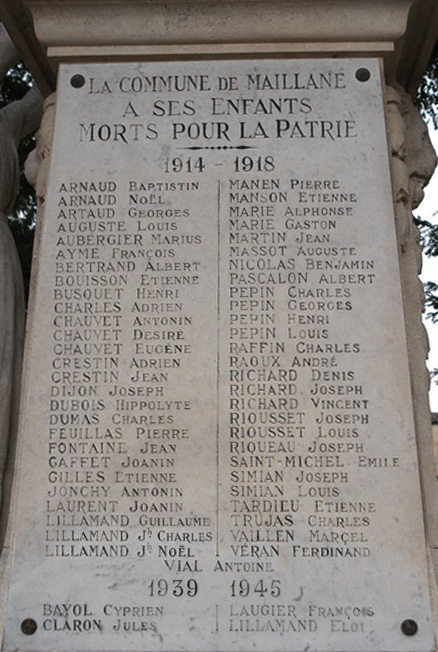 LA COMMUNE DE MAILLANE
A SES ENFANTS
MORTS POUR LA PATRIE
1914 - 1918
ARNAUD BAPTISTIN
ARNAUD NOËL
ARTAUD GEORGES
AUGUSTE LOUIS
AUBERGIER MARIUS
AYME FRANÇOIS
BERTRAND ALBERT
BOUISSON ETIENNE
BUSQUET HENRI
CHARLES ADRIEN
CHAUVET ANTONIN
CHAUVET DESIRÉ
CHAUVET EUGÈNE
CRESTIN ADRIEN
CRESTIN JEAN
DIJON JOSEPH
DUBOIS HIPPOLYTE
DUMAS CHARLES
FEUILLAS PIERRE
FONTAINE JEAN
GAFFET JOANIN
GILLES ETIENNE
JONCHY ANTONIN
LAURENT JOANIN
LILLAMAND GUILLAUME
LILLAMAND Jh CHARLES
LILLAMAND Jh NOËL
MANEN PIERRE
MANSON ETIENNE
MARIE ALPHONSE
MARIE GASTON
MARTIN JEAN
MASSOT AUGUSTE
NICOLAS BENJAMIN
PASCALON ALBERT
PEPIN CHARLES
PEPIN GEORGES
PEPIN HENRI
PEPIN LOUIS
RAFFIN CHARLES
RAOUX ANDRÉ
RICHARD DENIS
RICHARD JOSEPH
RICHARD VINCENT
RIOUSSET JOSEPH
RIOUSSET LOUIS
RIQUEAU JOSEPH
SAINT-MICHEL EMILE
SIMIAN JOSEPH
SIMIAN LOUIS
TARDIEU ETIENNE
TRUJAS CHARLES
VAILLEN MARCEL
VÉRAN FERDINAND
VIAL ANTOINE
1939 - 1945
BAYOL CYPRIEN
CLARON JULES
LAUGIER FRANÇOIS
LILLAMAND ELOI